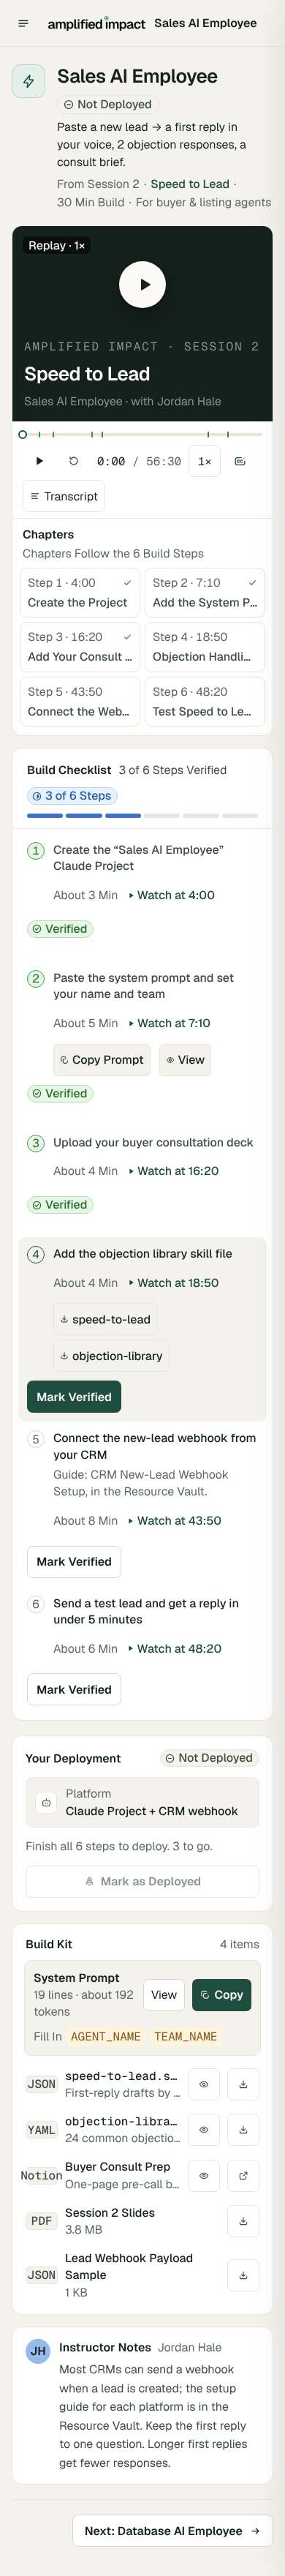 amplified impact Sales AI Employee
Sales AI Employee
Not Deployed
Paste a new lead → a first reply in
your voice, 2 objection responses, a
consult brief.
From Session 2 · Speed to Lead ·
30 Min Build · For buyer & listing agents
Replay · 1×
AMPLIFIED IMPACT · SESSION 2
Speed to Lead
Sales AI Employee · with Jordan Hale
0:00 / 56:30 1×
Transcript
Chapters
Chapters Follow the 6 Build Steps
Step 1 · 4:00
Create the Project
Step 2 · 7:10
Add the System P...
Step 3 · 16:20
Add Your Consult ...
Step 4 · 18:50
Objection Handli...
Step 5 · 43:50
Connect the Web...
Step 6 · 48:20
Test Speed to Le...
Build Checklist 3 of 6 Steps Verified
3 of 6 Steps
1 Create the “Sales AI Employee”
Claude Project
About 3 Min Watch at 4:00
Verified
2 Paste the system prompt and set
your name and team
About 5 Min Watch at 7:10
Copy Prompt View
Verified
3 Upload your buyer consultation deck
About 4 Min Watch at 16:20
Verified
4 Add the objection library skill file
About 4 Min Watch at 18:50
speed-to-lead
objection-library
Mark Verified
5 Connect the new-lead webhook from
your CRM
Guide: CRM New-Lead Webhook
Setup, in the Resource Vault.
About 8 Min Watch at 43:50
Mark Verified
6 Send a test lead and get a reply in
under 5 minutes
About 6 Min Watch at 48:20
Mark Verified
Your Deployment Not Deployed
Platform
Claude Project + CRM webhook
Finish all 6 steps to deploy. 3 to go.
Mark as Deployed
Build Kit 4 items
System Prompt
19 lines · about 192
tokens
View Copy
Fill In AGENT_NAME TEAM_NAME
JSON speed-to-lead.s...
First-reply drafts by ...
YAML objection-libra...
24 common objectio...
Notion Buyer Consult Prep
One-page pre-call b...
PDF Session 2 Slides
3.8 MB
JSON Lead Webhook Payload
Sample
1 KB
JH Instructor Notes Jordan Hale
Most CRMs can send a webhook
when a lead is created; the setup
guide for each platform is in the
Resource Vault. Keep the first reply
to one question. Longer first replies
get fewer responses.
Next: Database AI Employee →